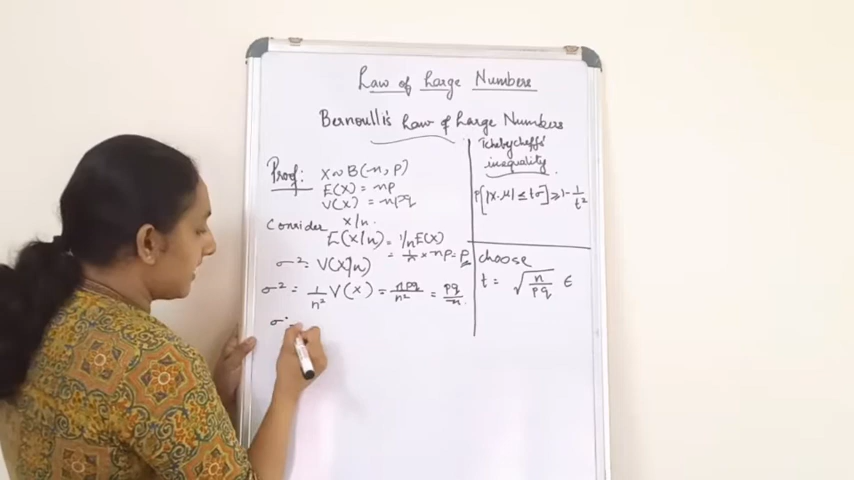 Law of Large Numbers
Bernoulli's Law of Large Numbers
Proof: X ~ B(n, p)
E(X) = np
V(X) = npq
Consider X/n.
E(X/n) = 1/n E(X)
= 1/n × np = p
σ² = V(X/n)
σ² = 1/n² V(X) = npq/n² = pq/n.
σ =
Tchebycheff's
inequality
P[|X-μ| ≤ tσ] ≥ 1 - 1/t²
choose
t = √(n/pq) ε